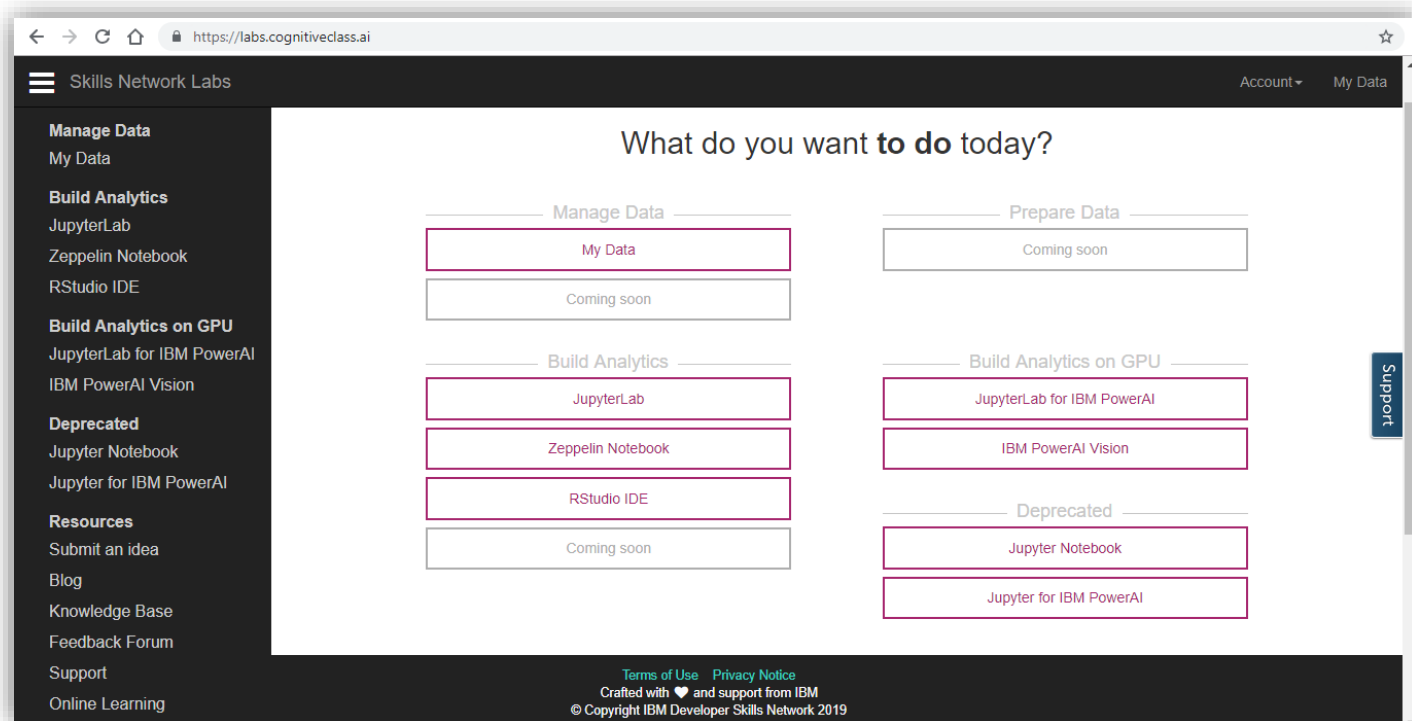 https://labs.cognitiveclass.ai
Skills Network Labs
Account
My Data
Manage Data
My Data
Build Analytics
JupyterLab
Zeppelin Notebook
RStudio IDE
Build Analytics on GPU
JupyterLab for IBM PowerAI
IBM PowerAI Vision
Deprecated
Jupyter Notebook
Jupyter for IBM PowerAI
Resources
Submit an idea
Blog
Knowledge Base
Feedback Forum
Support
Online Learning
What do you want to do today?
Manage Data
My Data
Coming soon
Prepare Data
Coming soon
Build Analytics
JupyterLab
Zeppelin Notebook
RStudio IDE
Coming soon
Build Analytics on GPU
JupyterLab for IBM PowerAI
IBM PowerAI Vision
Deprecated
Jupyter Notebook
Jupyter for IBM PowerAI
Support
Terms of Use Privacy Notice
Crafted with ♥ and support from IBM
© Copyright IBM Developer Skills Network 2019